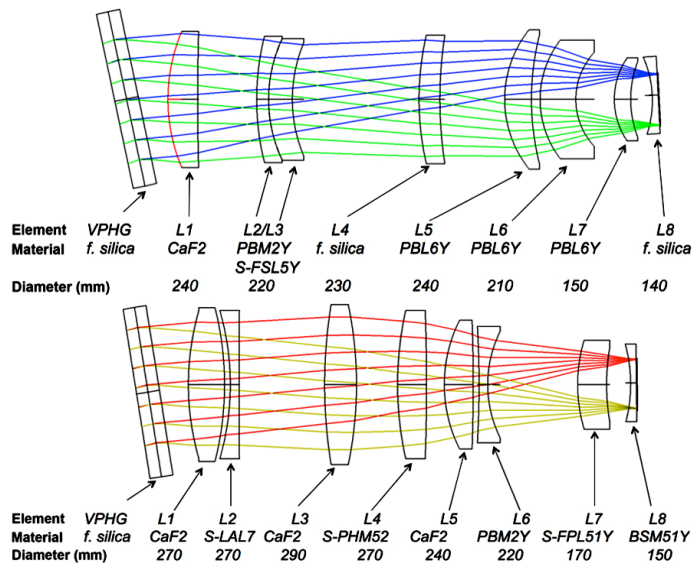 Element VPHG L1 L2/L3 L4 L5 L6 L7 L8
Material f. silica CaF2 PBM2Y f. silica PBL6Y PBL6Y PBL6Y f. silica
S-FSL5Y
Diameter (mm) 240 220 230 240 210 150 140
Element VPHG L1 L2 L3 L4 L5 L6 L7 L8
Material f. silica CaF2 S-LAL7 CaF2 S-PHM52 CaF2 PBM2Y S-FPL51Y BSM51Y
Diameter (mm) 270 270 290 270 240 220 170 150